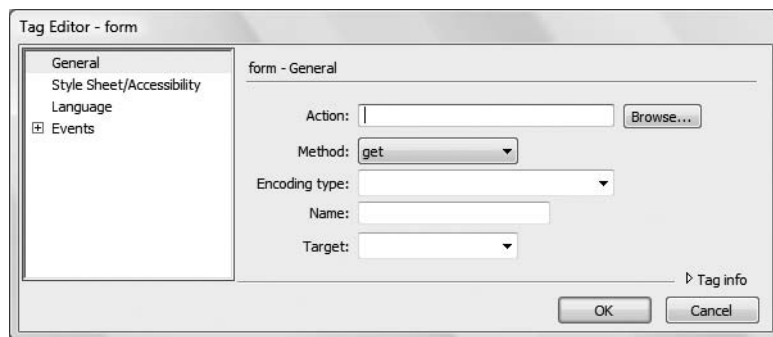 Tag Editor - form
General
Style Sheet/Accessibility
Language
Events
form - General
Action:
Browse...
Method: get
Encoding type:
Name:
Target:
Tag info
OK
Cancel